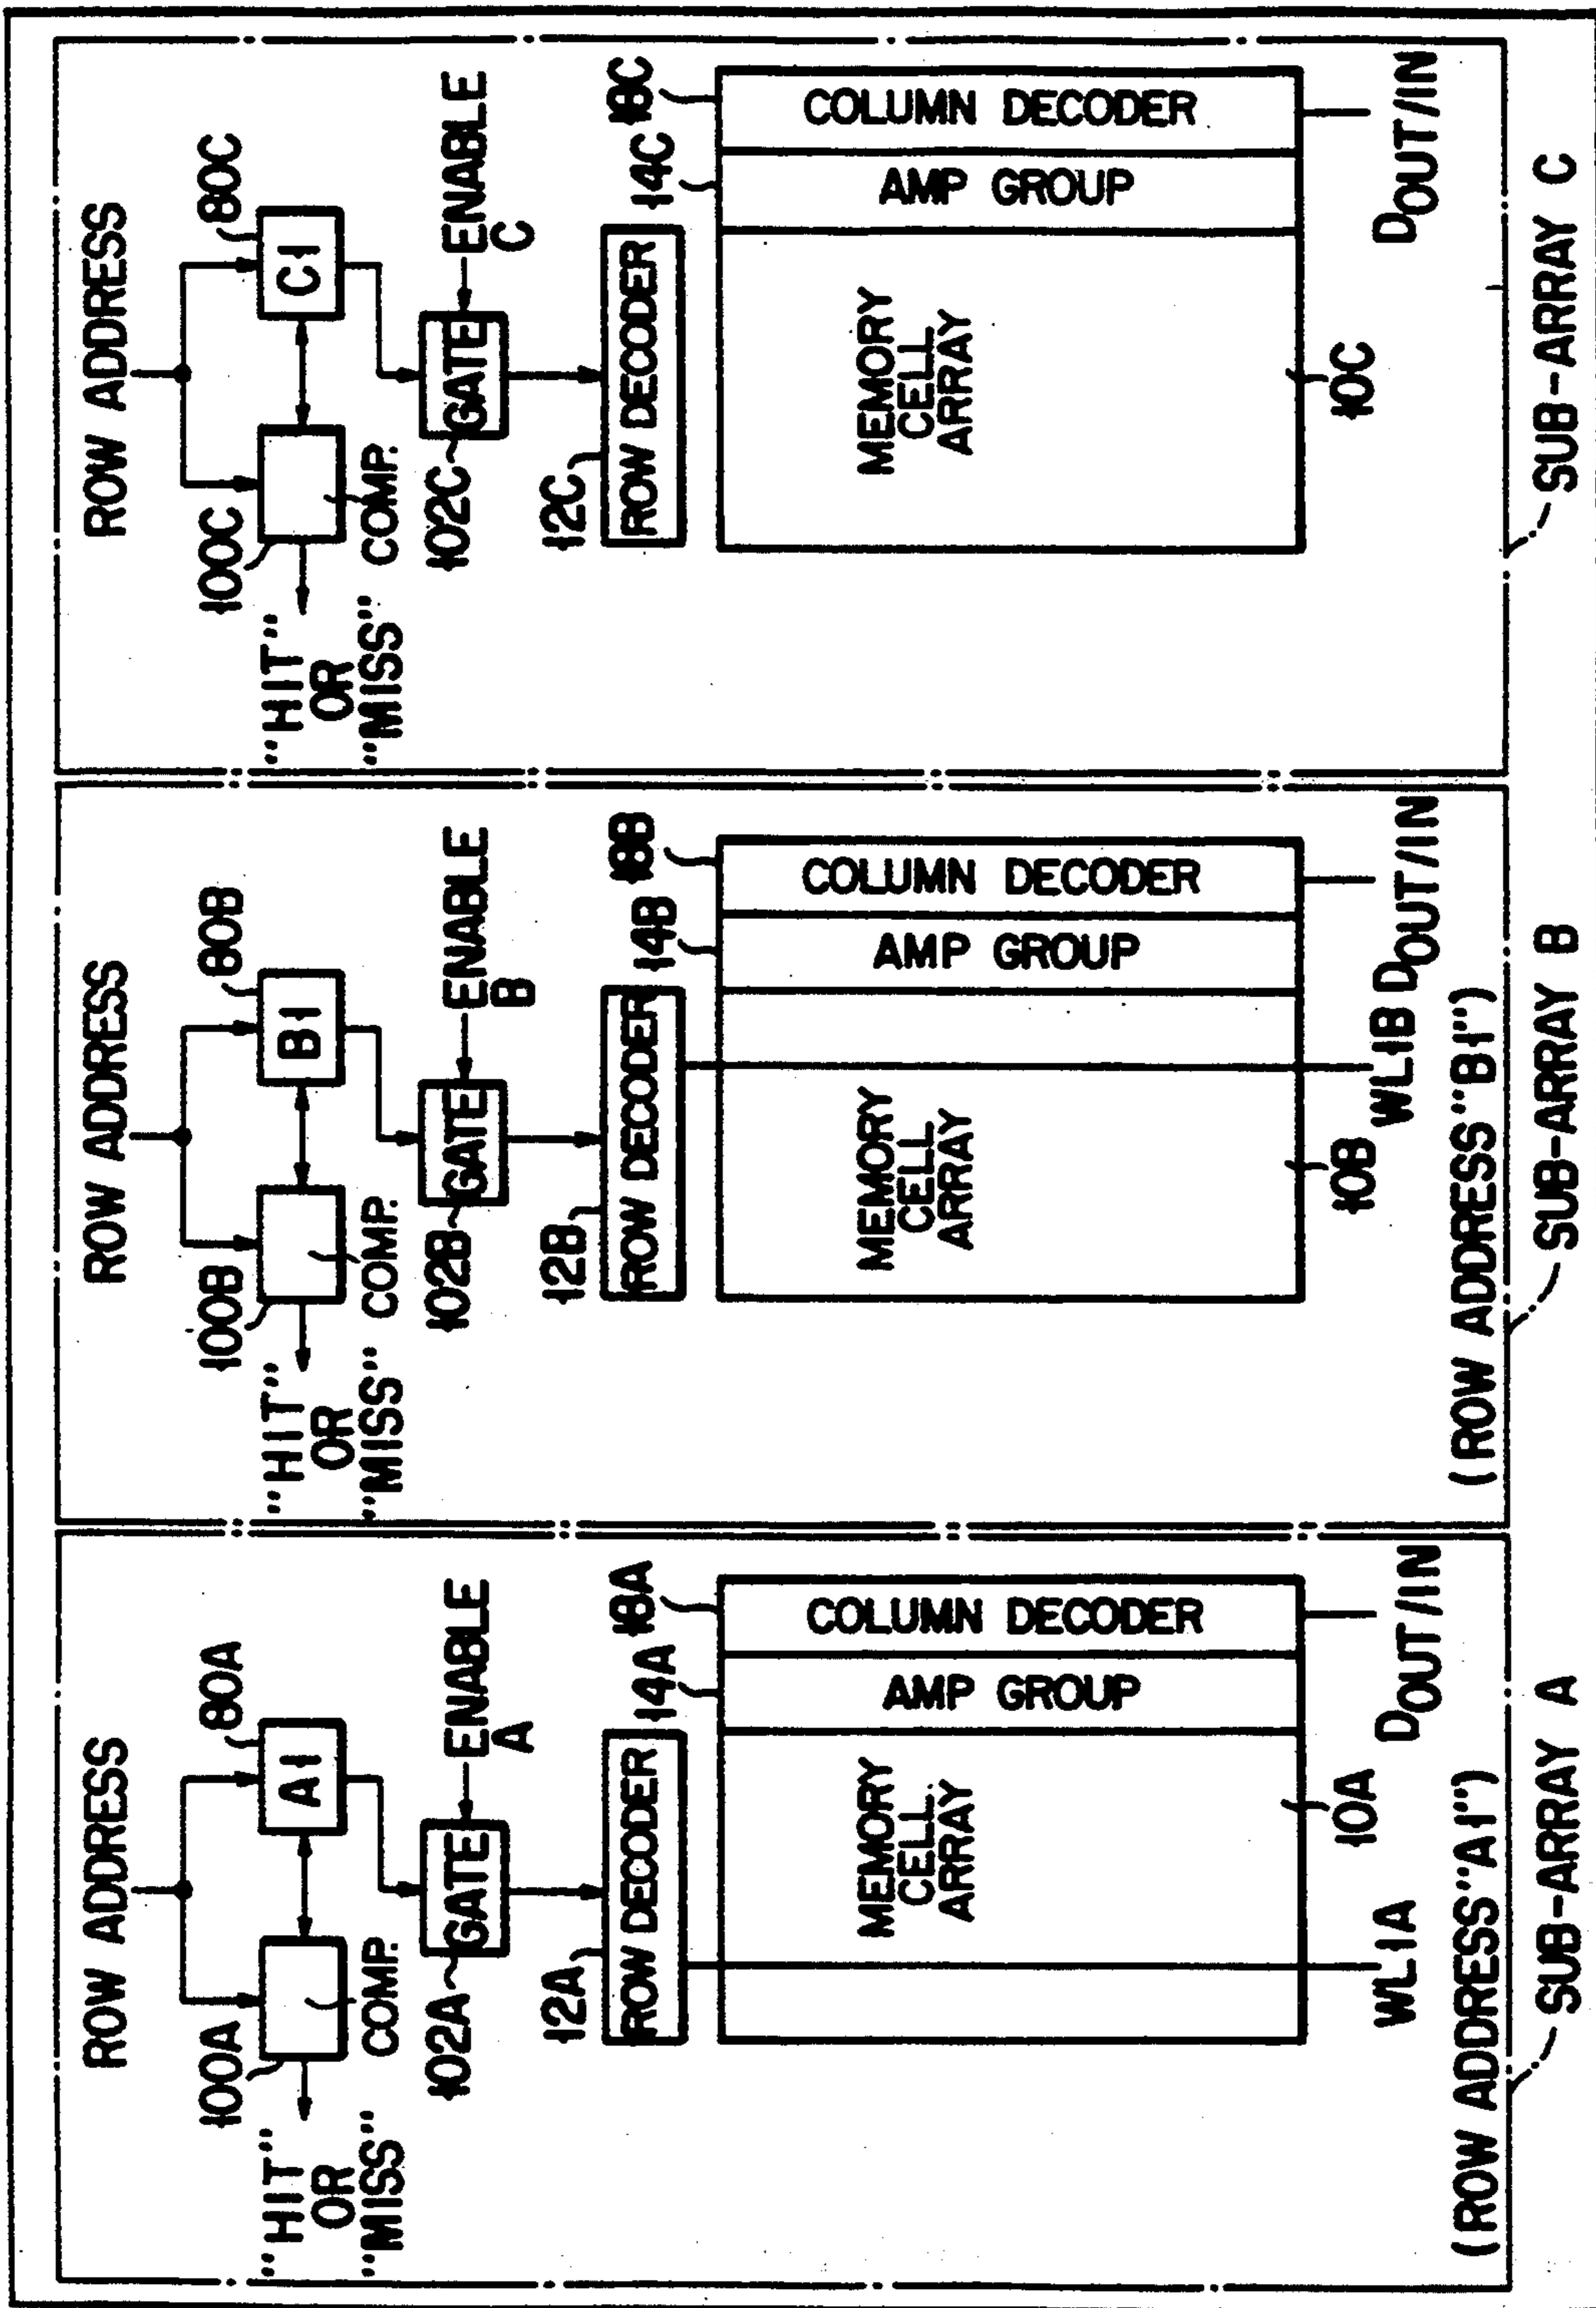 ROW ADDRESS
100A
80A
A1
"HIT"
OR
"MISS"
COMP.
102A
GATE
ENABLE
A
12A
ROW DECODER
14A
18A
MEMORY
CELL
ARRAY
AMP GROUP
COLUMN DECODER
WL1A
10A
DOUT/IN
(ROW ADDRESS "A1")
SUB-ARRAY A
ROW ADDRESS
100B
80B
B1
"HIT"
OR
"MISS"
COMP.
102B
GATE
ENABLE
B
12B
ROW DECODER
14B
18B
MEMORY
CELL
ARRAY
AMP GROUP
COLUMN DECODER
10B
WL1B
DOUT/IN
(ROW ADDRESS "B1")
SUB-ARRAY B
ROW ADDRESS
100C
80C
C1
"HIT"
OR
"MISS"
COMP.
102C
GATE
ENABLE
C
12C
ROW DECODER
14C
18C
MEMORY
CELL
ARRAY
AMP GROUP
COLUMN DECODER
10C
DOUT/IN
SUB-ARRAY C